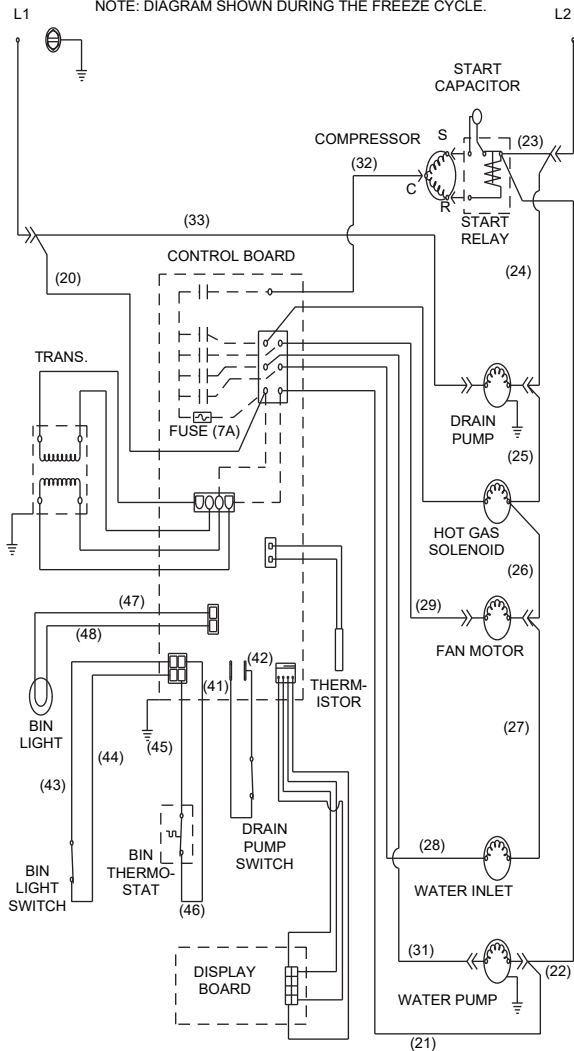 NOTE: DIAGRAM SHOWN DURING THE FREEZE CYCLE.
L1
L2
START
CAPACITOR
COMPRESSOR
S
(23)
(32)
C
R
START
RELAY
(33)
(24)
CONTROL BOARD
(20)
TRANS.
FUSE (7A)
DRAIN
PUMP
(25)
HOT GAS
SOLENOID
(26)
(47)
(29)
(48)
FAN MOTOR
(42)
(41)
THERM-
ISTOR
BIN
LIGHT
(45)
(44)
(27)
(43)
DRAIN
PUMP
SWITCH
BIN
THERMO-
STAT
(28)
BIN
LIGHT
SWITCH
WATER INLET
(46)
(31)
DISPLAY
BOARD
(22)
WATER PUMP
(21)